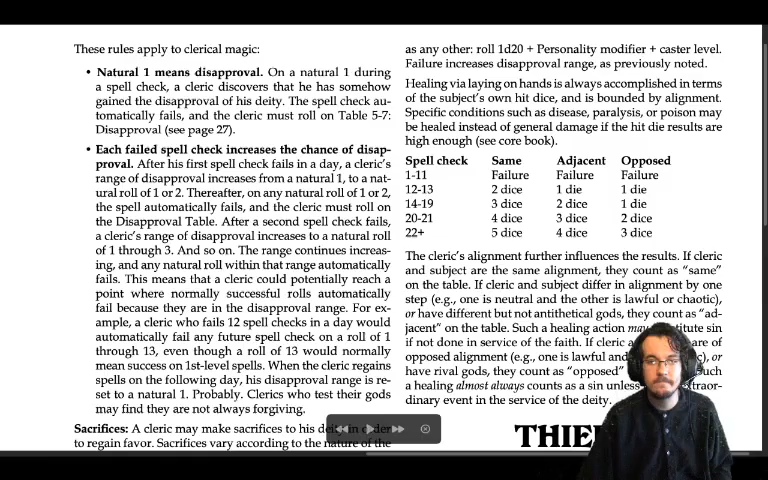 These rules apply to clerical magic:
• Natural 1 means disapproval. On a natural 1 during
a spell check, a cleric discovers that he has somehow
gained the disapproval of his deity. The spell check au-
tomatically fails, and the cleric must roll on Table 5-7:
Disapproval (see page 27).
• Each failed spell check increases the chance of disap-
proval. After his first spell check fails in a day, a cleric's
range of disapproval increases from a natural 1, to a nat-
ural roll of 1 or 2. Thereafter, on any natural roll of 1 or 2,
the spell automatically fails, and the cleric must roll on
the Disapproval Table. After a second spell check fails,
a cleric's range of disapproval increases to a natural roll
of 1 through 3. And so on. The range continues increas-
ing, and any natural roll within that range automatically
fails. This means that a cleric could potentially reach a
point where normally successful rolls automatically
fail because they are in the disapproval range. For ex-
ample, a cleric who fails 12 spell checks in a day would
automatically fail any future spell check on a roll of 1
through 13, even though a roll of 13 would normally
mean success on 1st-level spells. When the cleric regains
spells on the following day, his disapproval range is re-
set to a natural 1. Probably. Clerics who test their gods
may find they are not always forgiving.
Sacrifices: A cleric may make sacrifices to his deity in order
to regain favor. Sacrifices vary according to the nature of the
as any other: roll 1d20 + Personality modifier + caster level.
Failure increases disapproval range, as previously noted.
Healing via laying on hands is always accomplished in terms
of the subject's own hit dice, and is bounded by alignment.
Specific conditions such as disease, paralysis, or poison may
be healed instead of general damage if the hit die results are
high enough (see core book).
Spell check Same Adjacent Opposed
1-11 Failure Failure Failure
12-13 2 dice 1 die 1 die
14-19 3 dice 2 dice 1 die
20-21 4 dice 3 dice 2 dice
22+ 5 dice 4 dice 3 dice
The cleric's alignment further influences the results. If cleric
and subject are the same alignment, they count as "same"
on the table. If cleric and subject differ in alignment by one
step (e.g., one is neutral and the other is lawful or chaotic),
or have different but not antithetical gods, they count as "ad-
jacent" on the table. Such a healing action may titute sin
if not done in service of the faith. If cleric a are of
opposed alignment (e.g., one is lawful and ), or
have rival gods, they count as "opposed" uch
a healing almost always counts as a sin unless traor-
dinary event in the service of the deity.
THIE